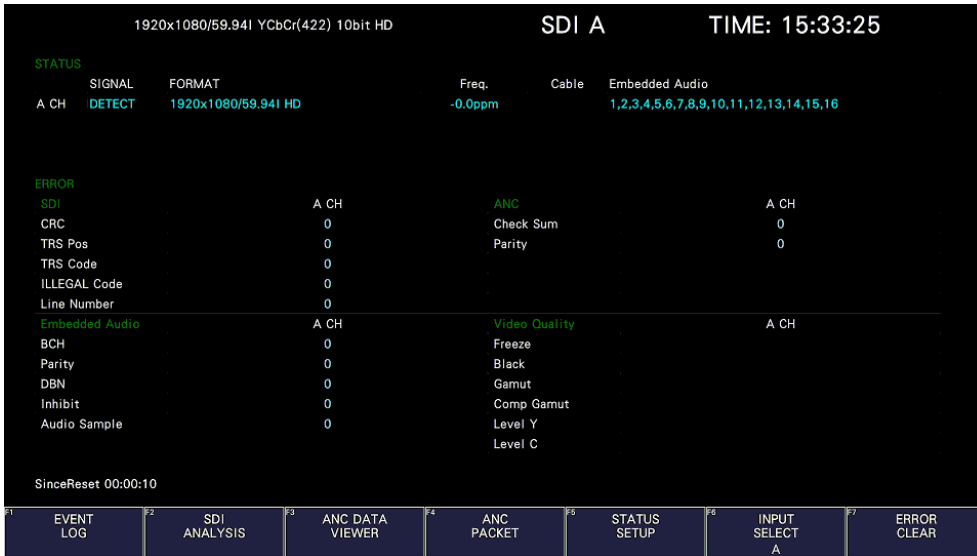 1920x1080/59.94I YCbCr(422) 10bit HD SDI A TIME: 15:33:25
STATUS
SIGNAL FORMAT Freq. Cable Embedded Audio
A CH DETECT 1920x1080/59.94I HD -0.0ppm 1,2,3,4,5,6,7,8,9,10,11,12,13,14,15,16
ERROR
SDI A CH ANC A CH
CRC 0 Check Sum 0
TRS Pos 0 Parity 0
TRS Code 0
ILLEGAL Code 0
Line Number 0
Embedded Audio A CH Video Quality A CH
BCH 0 Freeze
Parity 0 Black
DBN 0 Gamut
Inhibit 0 Comp Gamut
Audio Sample 0 Level Y
Level C
SinceReset 00:00:10
F1 EVENT F2 SDI F3 ANC DATA F4 ANC F5 STATUS F6 INPUT F7 ERROR
LOG ANALYSIS VIEWER PACKET SETUP SELECT CLEAR
A